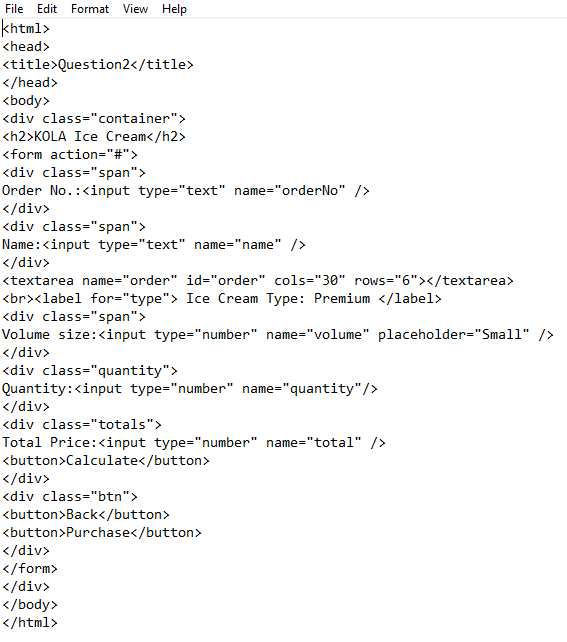 File Edit Format View Help
<html>
<head>
<title>Question2</title>
</head>
<body>
<div class="container">
<h2>KOLA Ice Cream</h2>
<form action="#">
<div class="span">
Order No.:<input type="text" name="orderNo" />
</div>
<div class="span">
Name:<input type="text" name="name" />
</div>
<textarea name="order" id="order" cols="30" rows="6"></textarea>
<br><label for="type"> Ice Cream Type: Premium </label>
<div class="span">
Volume size:<input type="number" name="volume" placeholder="Small" />
</div>
<div class="quantity">
Quantity:<input type="number" name="quantity"/>
</div>
<div class="totals">
Total Price:<input type="number" name="total" />
<button>Calculate</button>
</div>
<div class="btn">
<button>Back</button>
<button>Purchase</button>
</div>
</form>
</div>
</body>
</html>